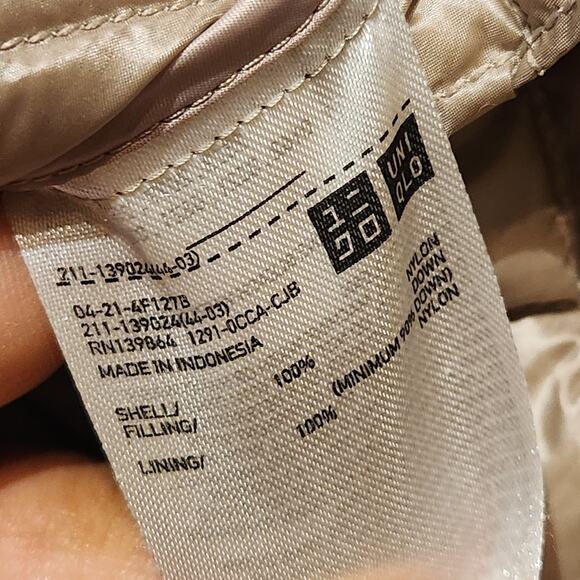 ユニ
クロ
UNI
QLO
211-139024(44-03)
04-21-4F127B
211-139024(44-03)
RN139864 1291-0CCA-CJB
MADE IN INDONESIA
SHELL/ 100% NYLON
FILLING/ DOWN
(MINIMUM 90% DOWN)
LINING/ 100% NYLON